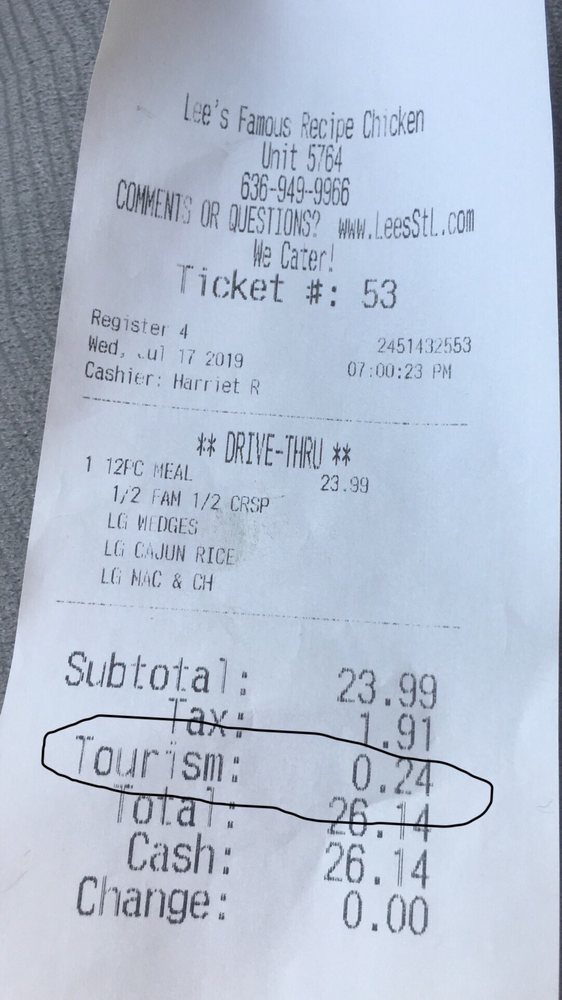 Lee's Famous Recipe Chicken
Unit 5764
636-949-9966
COMMENTS OR QUESTIONS? www.LeesStL.com
We Cater!
Ticket #: 53
Register 4 2451432553
Wed, Jul 17 2019 07:00:23 PM
Cashier: Harriet R
** DRIVE-THRU **
1 12PC MEAL 23.99
1/2 FAM 1/2 CRSP
LG WEDGES
LG CAJUN RICE
LG MAC & CH
Subtotal: 23.99
Tax: 1.91
Tourism: 0.24
Total: 26.14
Cash: 26.14
Change: 0.00